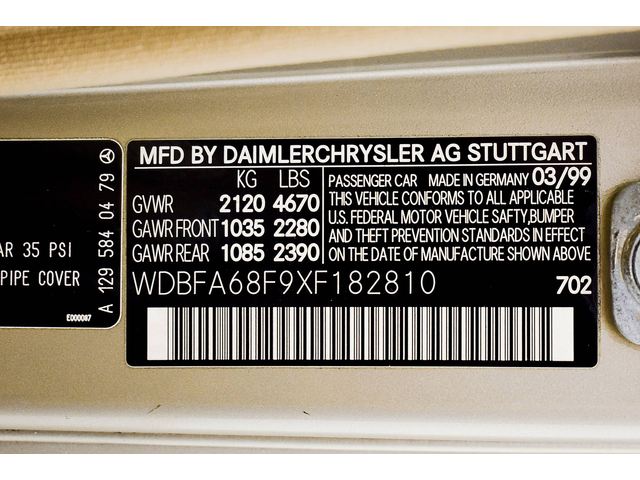 MFD BY DAIMLERCHRYSLER AG STUTTGART
KG LBS
GVWR 2120 4670
GAWR FRONT 1035 2280
GAWR REAR 1085 2390
PASSENGER CAR MADE IN GERMANY 03/99
THIS VEHICLE CONFORMS TO ALL APPLICABLE
U.S. FEDERAL MOTOR VEHICLE SAFTY,BUMPER
AND THEFT PREVENTION STANDARDS IN EFFECT
ON THE DATE OF MANUFACTURE SHOWN ABOVE
WDBFA68F9XF182810 702
AR 35 PSI
PIPE COVER
E000087
A 129 584 04 79